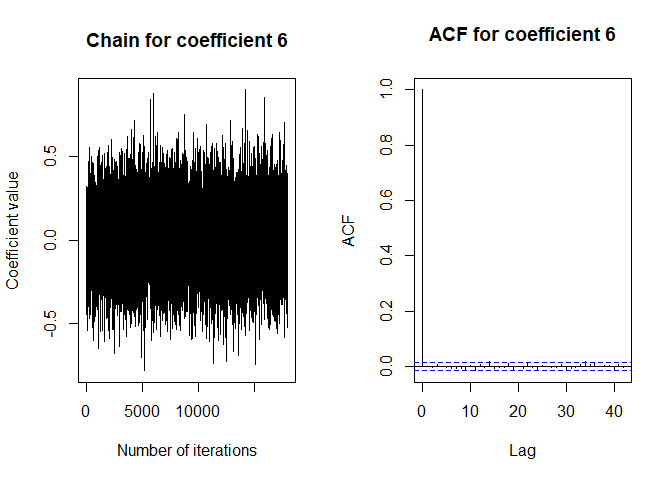 Chain for coefficient 6
Coefficient value
0.5
0.0
-0.5
0
5000
10000
Number of iterations
ACF for coefficient 6
ACF
1.0
0.8
0.6
0.4
0.2
0.0
0
10
20
30
40
Lag